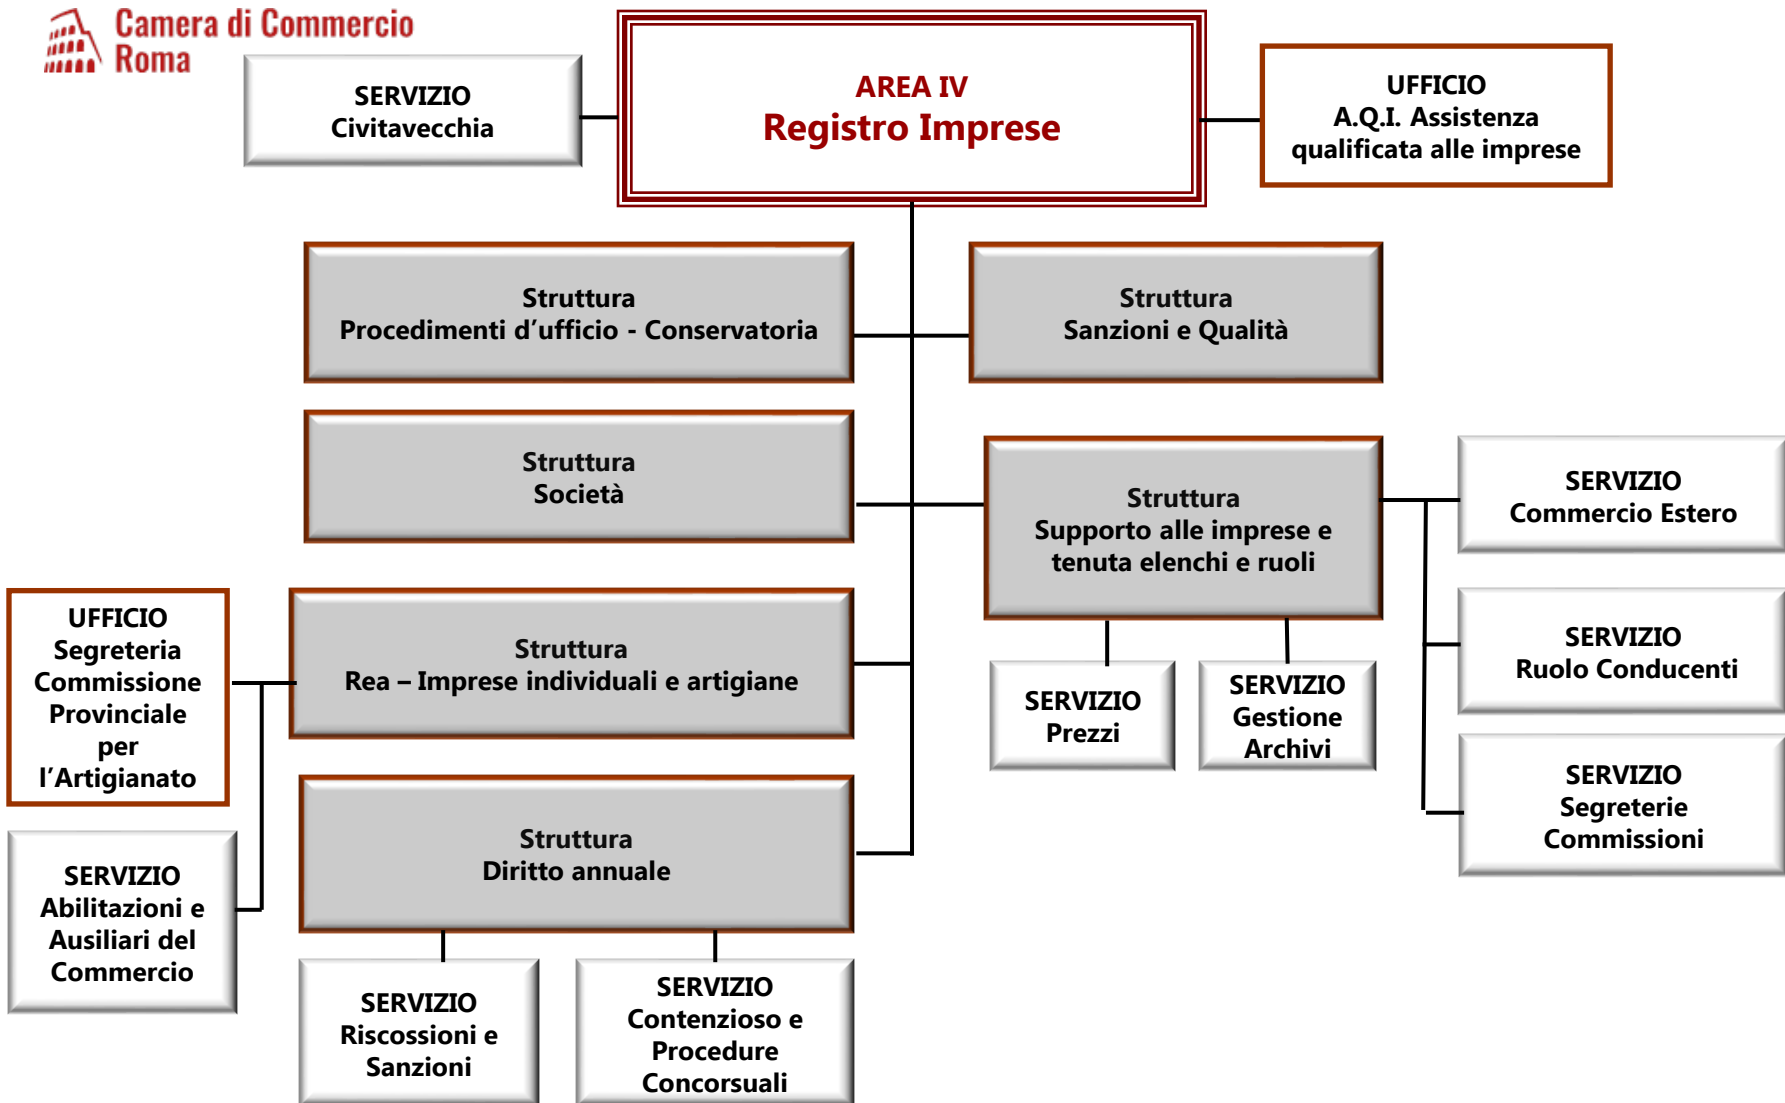 Camera di Commercio
Roma
SERVIZIO
Civitavecchia
AREA IV
Registro Imprese
UFFICIO
A.Q.I. Assistenza
qualificata alle imprese
Struttura
Procedimenti d’ufficio - Conservatoria
Struttura
Sanzioni e Qualità
Struttura
Società
Struttura
Supporto alle imprese e
tenuta elenchi e ruoli
SERVIZIO
Commercio Estero
UFFICIO
Segreteria
Commissione
Provinciale
per
l’Artigianato
Struttura
Rea – Imprese individuali e artigiane
SERVIZIO
Prezzi
SERVIZIO
Gestione
Archivi
SERVIZIO
Ruolo Conducenti
SERVIZIO
Segreterie
Commissioni
Struttura
Diritto annuale
SERVIZIO
Abilitazioni e
Ausiliari del
Commercio
SERVIZIO
Riscossioni e
Sanzioni
SERVIZIO
Contenzioso e
Procedure
Concorsuali